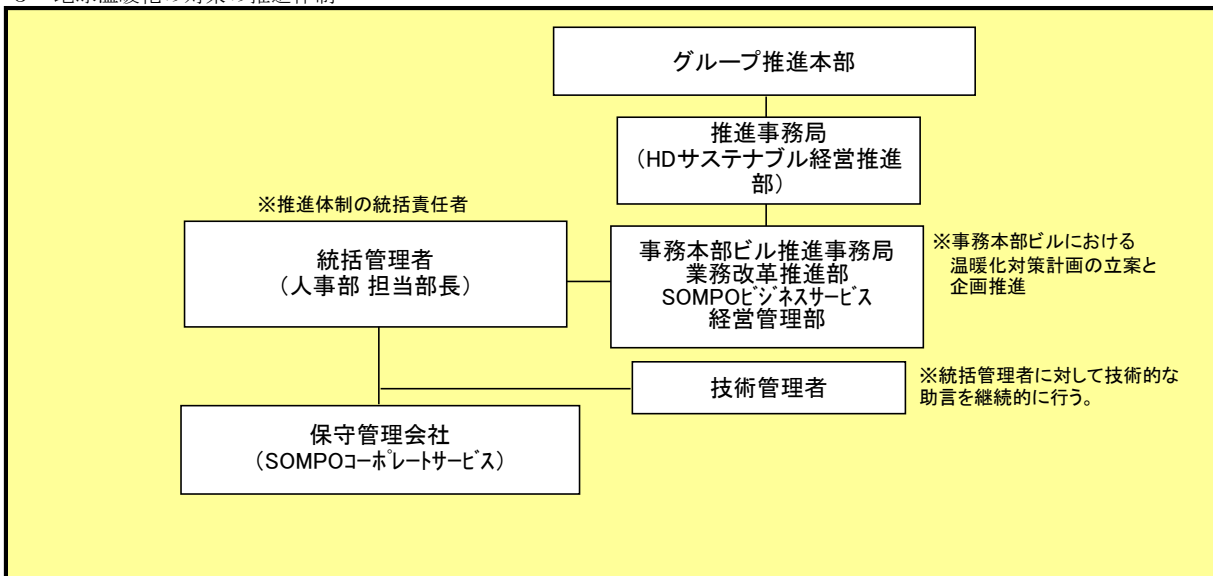 グループ推進本部
推進事務局
（HDサステナブル経営推進
部）
※推進体制の統括責任者
統括管理者
（人事部 担当部長）
事務本部ビル推進事務局
業務改革推進部
SOMPOﾋﾞｼﾞﾈｽサービス
経営管理部
※事務本部ビルにおける
温暖化対策計画の立案と
企画推進
技術管理者
※統括管理者に対して技術的な
助言を継続的に行う。
保守管理会社
（SOMPOｺｰﾎﾟﾚｰﾄｻｰﾋﾞｽ）